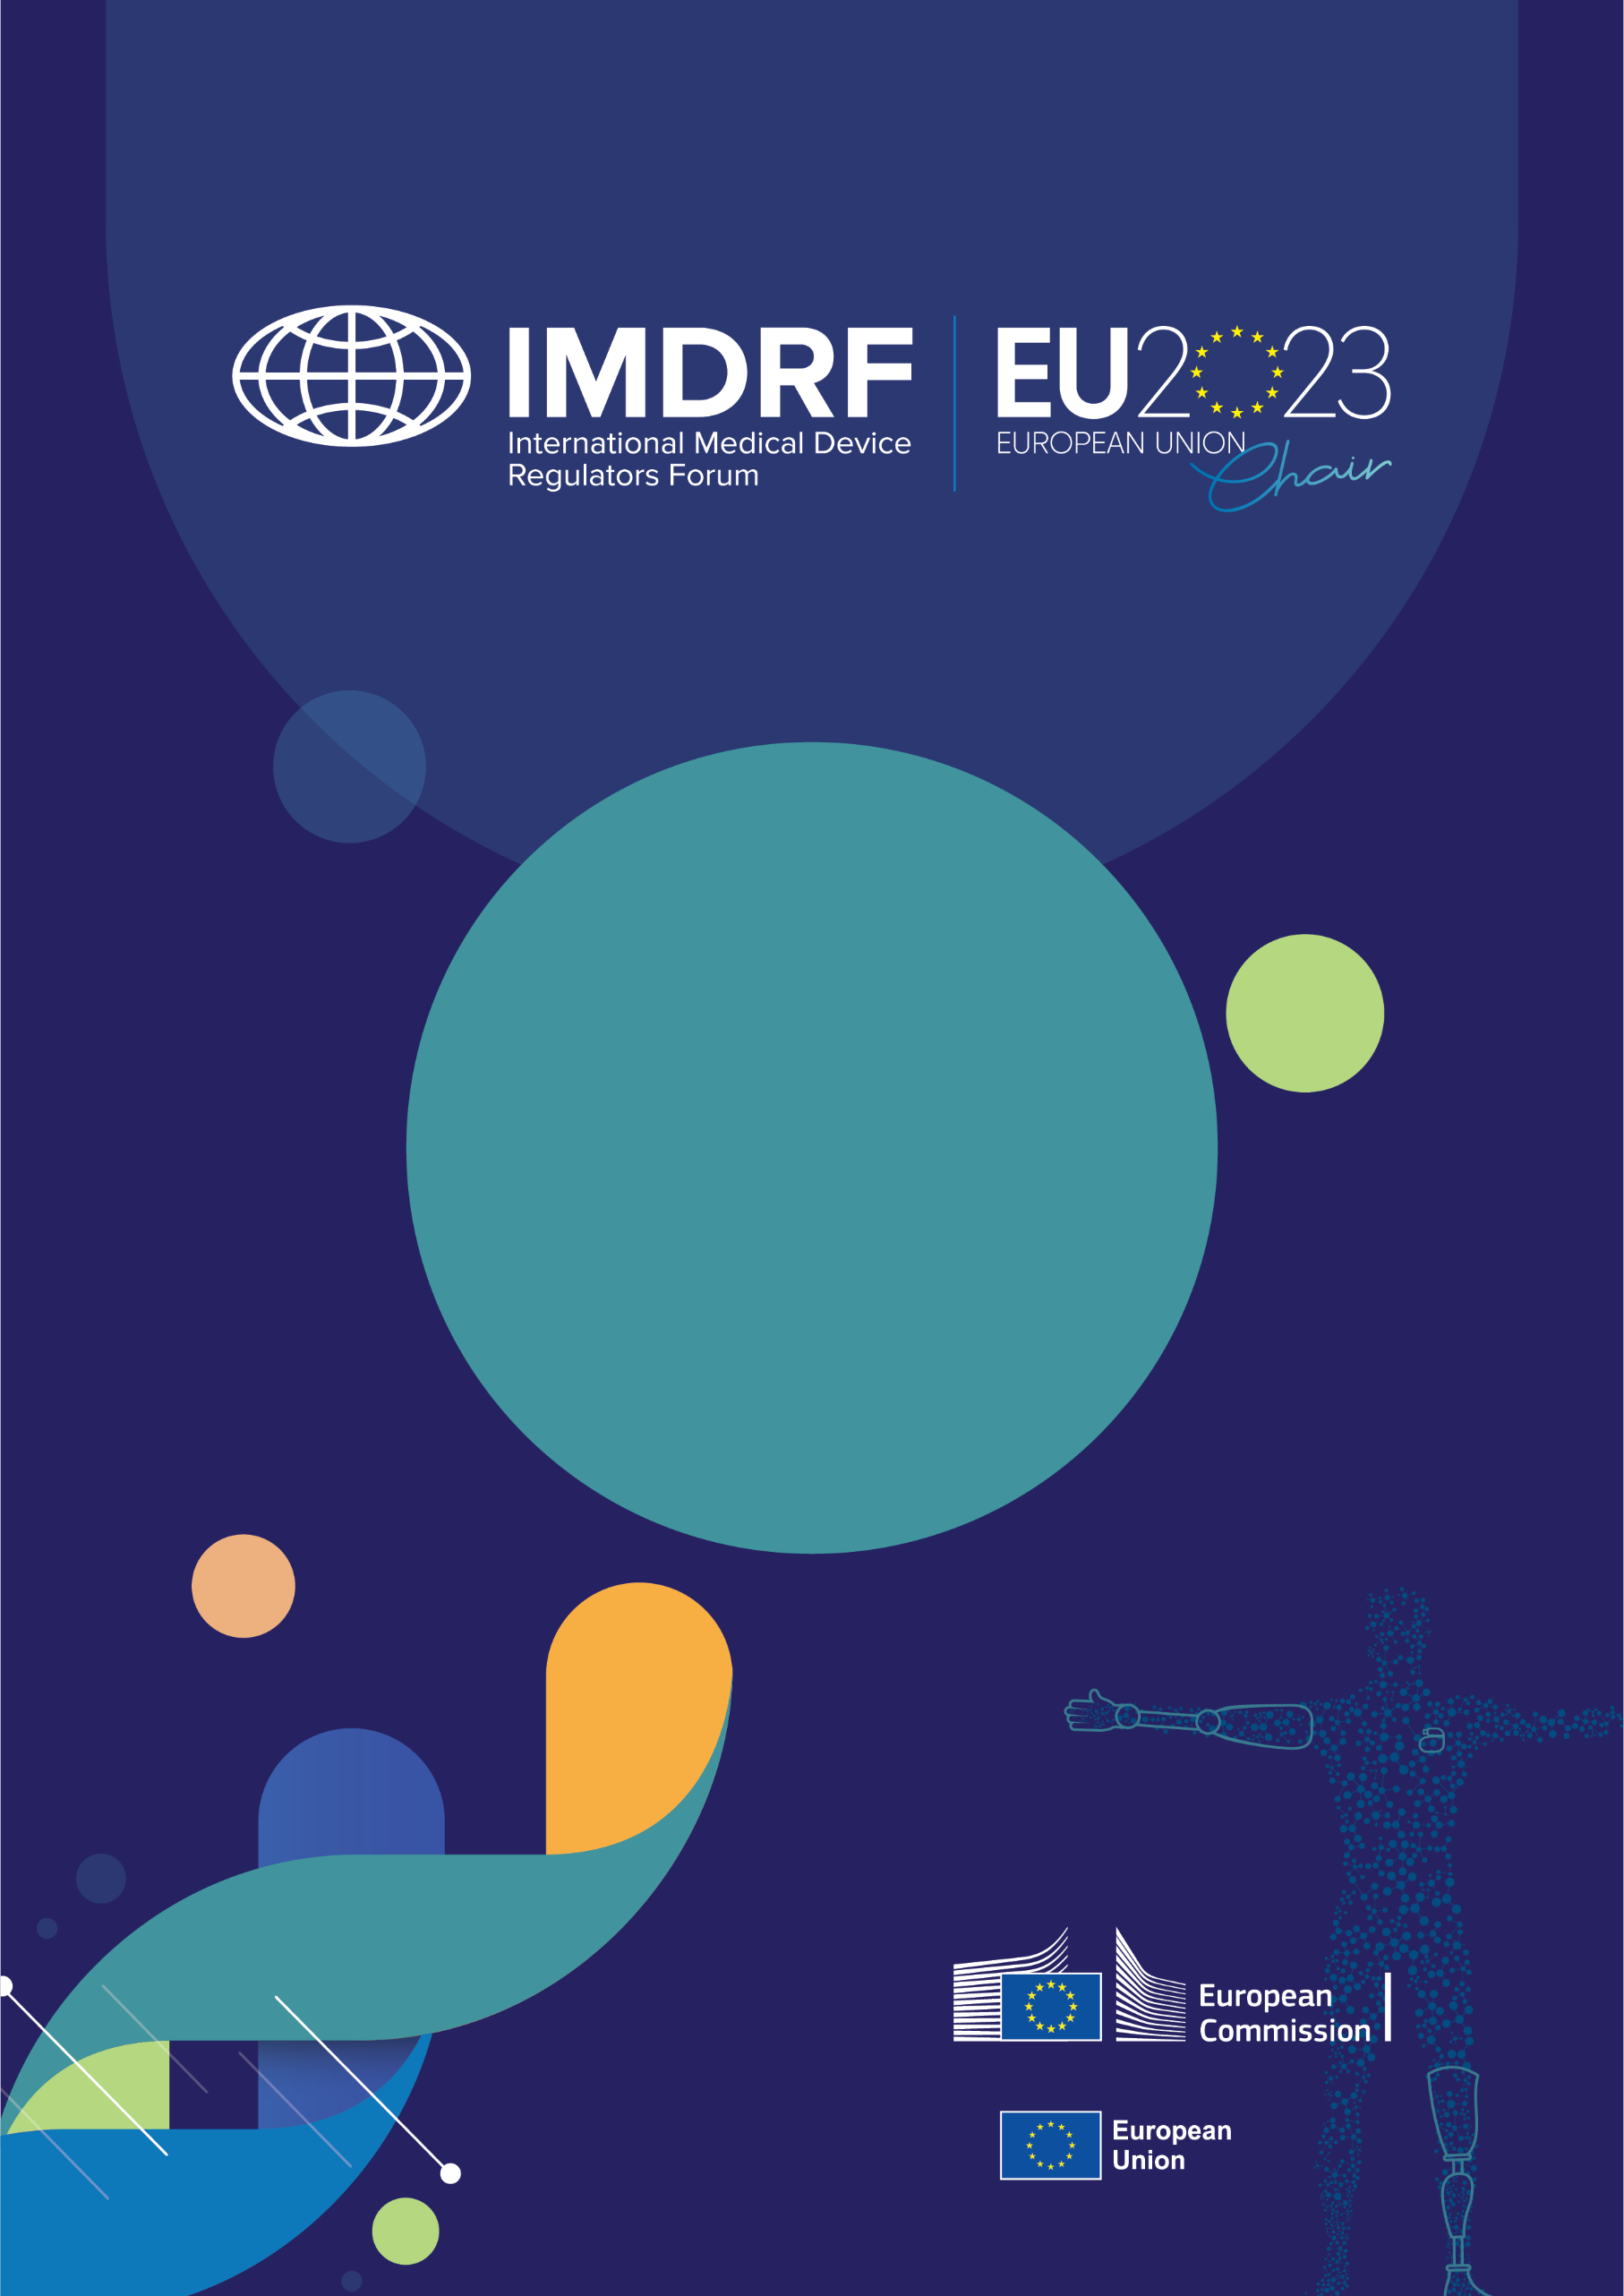 IMDRF
International Medical Device
Regulators Forum
EU2023
EUROPEAN UNION
Chair
European
Commission
European
Union